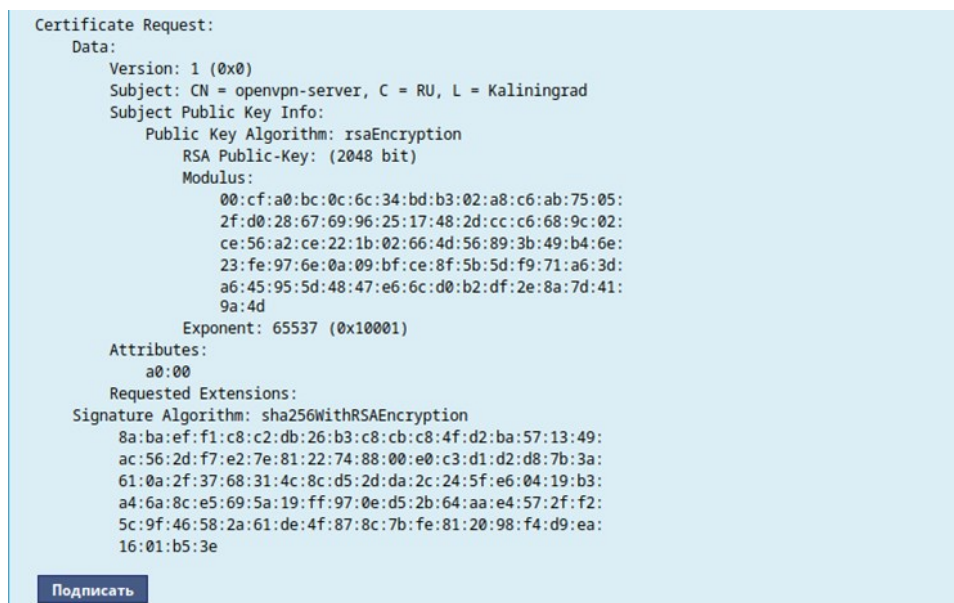 Certificate Request:
Data:
Version: 1 (0x0)
Subject: CN = openvpn-server, C = RU, L = Kaliningrad
Subject Public Key Info:
Public Key Algorithm: rsaEncryption
RSA Public-Key: (2048 bit)
Modulus:
00:cf:a0:bc:0c:6c:34:bd:b3:02:a8:c6:ab:75:05:
2f:d0:28:67:69:96:25:17:48:2d:cc:c6:68:9c:02:
ce:56:a2:ce:22:1b:02:66:4d:56:89:3b:49:b4:6e:
23:fe:97:6e:0a:09:bf:ce:8f:5b:5d:f9:71:a6:3d:
a6:45:95:5d:48:47:e6:6c:d0:b2:df:2e:8a:7d:41:
9a:4d
Exponent: 65537 (0x10001)
Attributes:
a0:00
Requested Extensions:
Signature Algorithm: sha256WithRSAEncryption
8a:ba:ef:f1:c8:c2:db:26:b3:c8:cb:c8:4f:d2:ba:57:13:49:
ac:56:2d:f7:e2:7e:81:22:74:88:00:e0:c3:d1:d2:d8:7b:3a:
61:0a:2f:37:68:31:4c:8c:d5:2d:da:2c:24:5f:e6:04:19:b3:
a4:6a:8c:e5:69:5a:19:ff:97:0e:d5:2b:64:aa:e4:57:2f:f2:
5c:9f:46:58:2a:61:de:4f:87:8c:7b:fe:81:20:98:f4:d9:ea:
16:01:b5:3e
Подписать